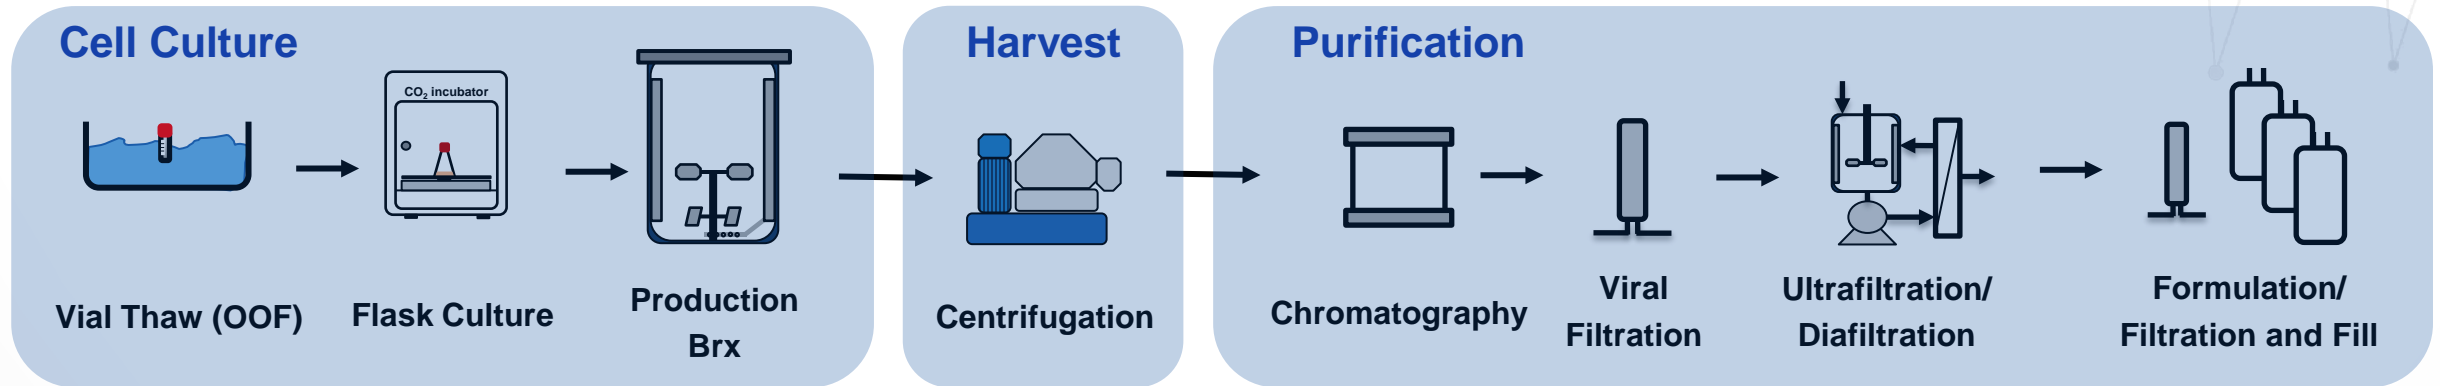 Cell Culture
CO2 incubator
Vial Thaw (OOF)
Flask Culture
Production
Brx
Harvest
Centrifugation
Purification
Chromatography
Viral
Filtration
Ultrafiltration/
Diafiltration
Formulation/
Filtration and Fill